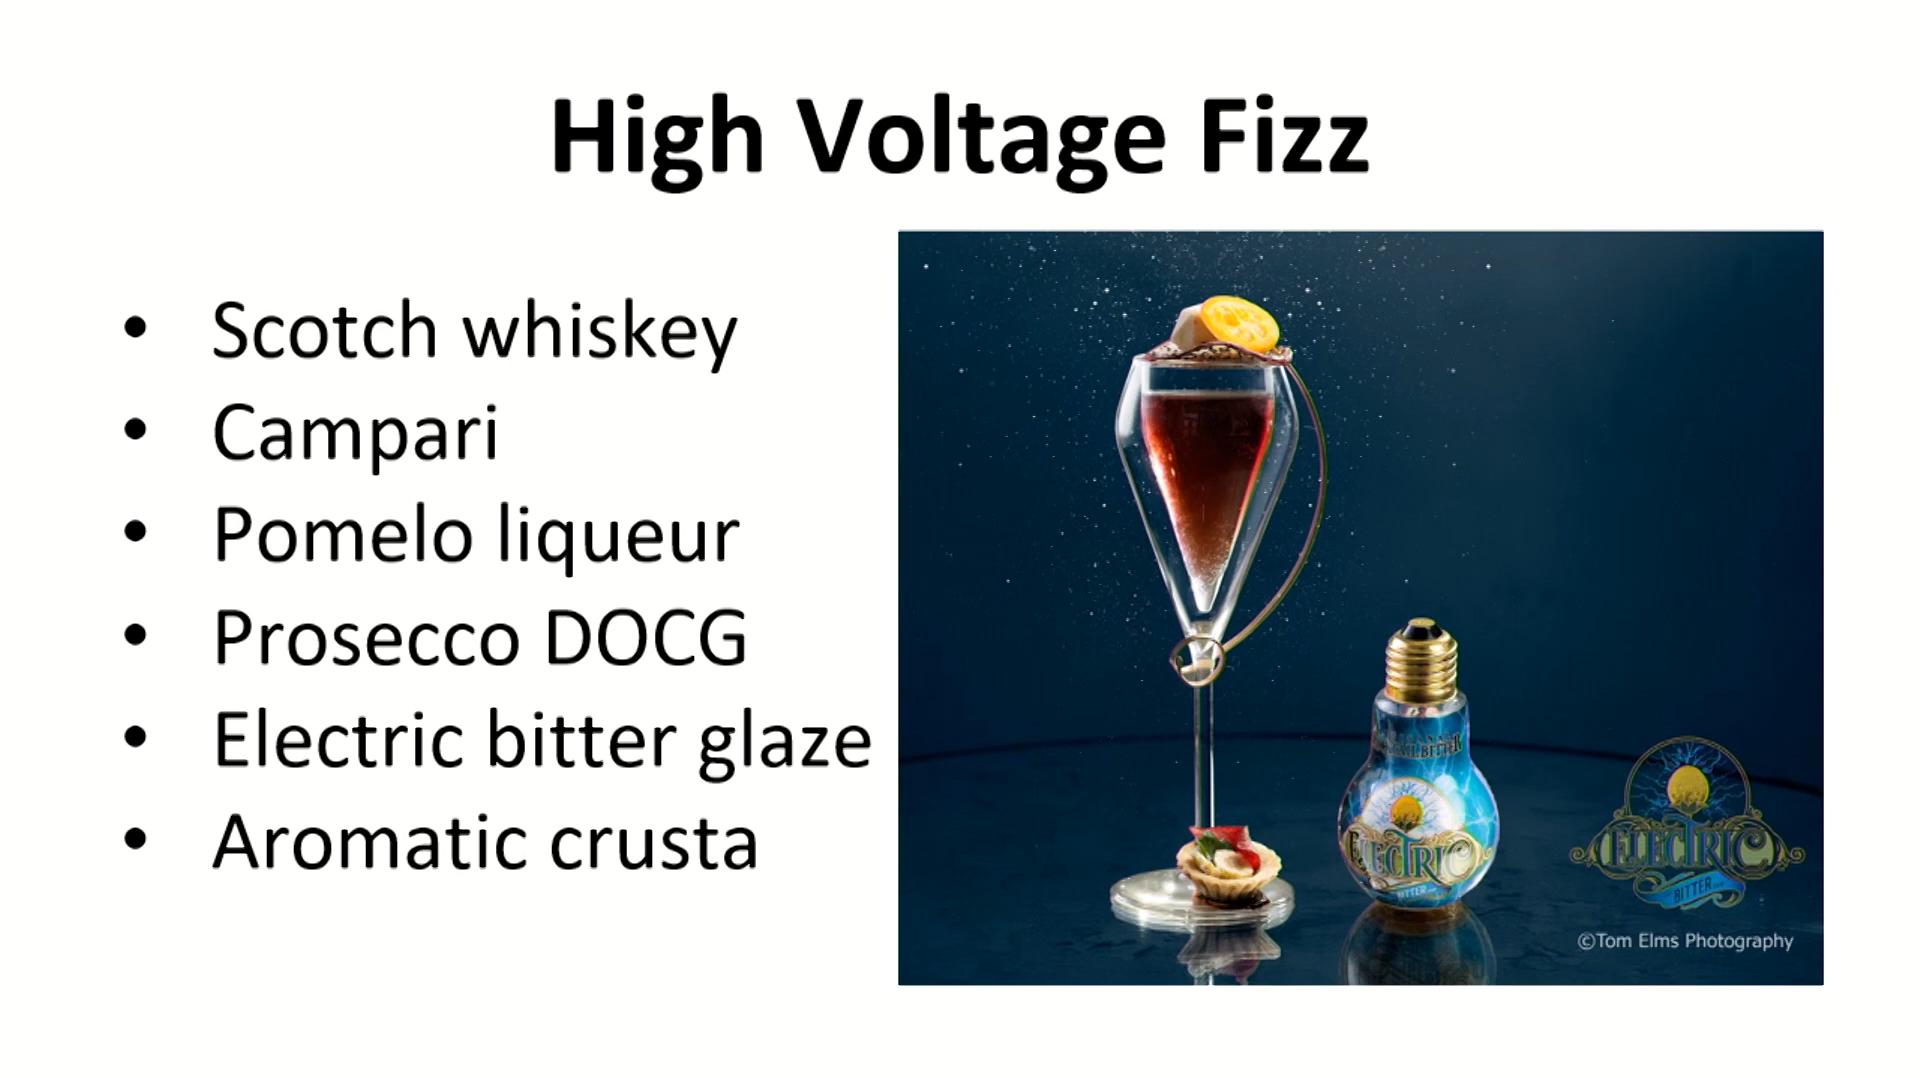 High Voltage Fizz
• Scotch whiskey
• Campari
• Pomelo liqueur
• Prosecco DOCG
• Electric bitter glaze
• Aromatic crusta
ELECTRIC
BITTER
ELECTRIC
BITTER
©Tom Elms Photography